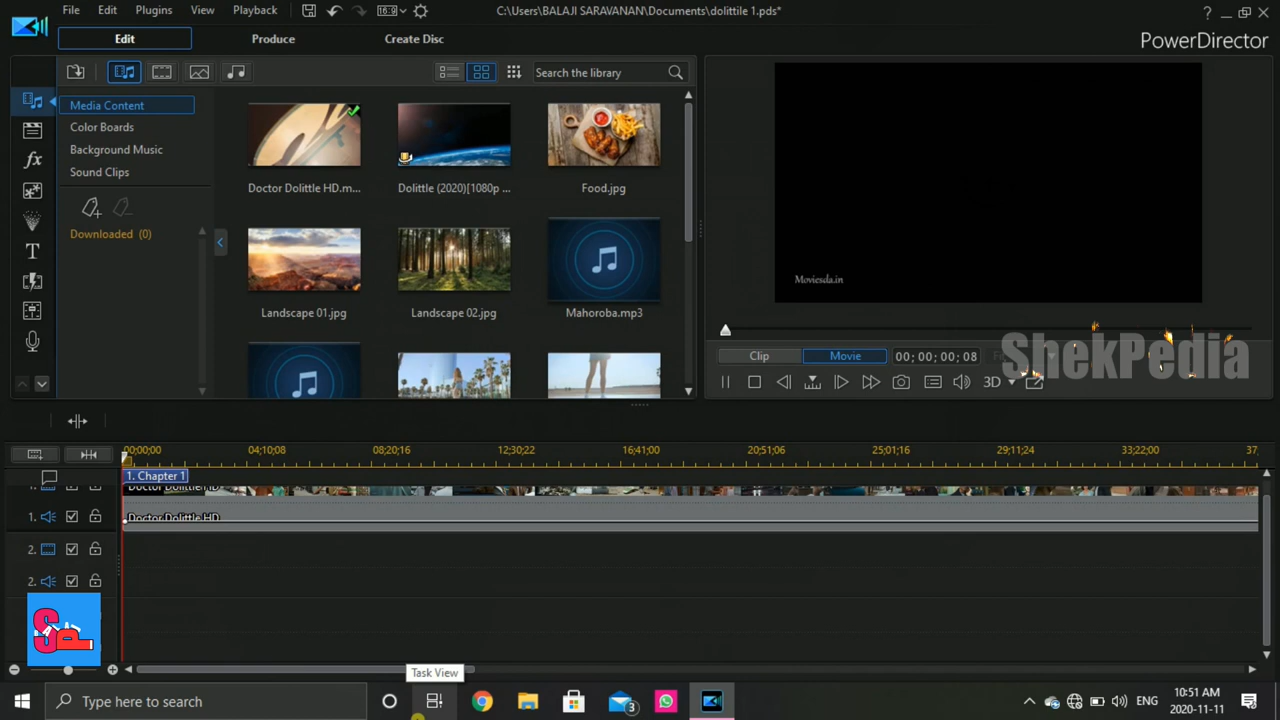 File Edit Plugins View Playback 16:9 C:\Users\BALAJI SARAVANAN\Documents\dolittile 1.pds* ?
PowerDirector
Edit Produce Create Disc
Search the library
Media Content
Color Boards
Background Music
Sound Clips
Downloaded (0)
Doctor Dolittle HD.m... Dolittle (2020)[1080p ... Food.jpg
Landscape 01.jpg Landscape 02.jpg Mahoroba.mp3
Moviesda.in
Clip Movie 00; 00; 00; 08
ShekPedia
3D
00;00;00 04;10;08 08;20;16 12;30;22 16;41;00 20;51;06 25;01;16 29;11;24 33;22;00 37;
1. Chapter 1
1. Doctor Dolittle HD
1. Doctor Dolittle HD
2.
2.
Task View
Type here to search
3
ENG
10:51 AM
2020-11-11